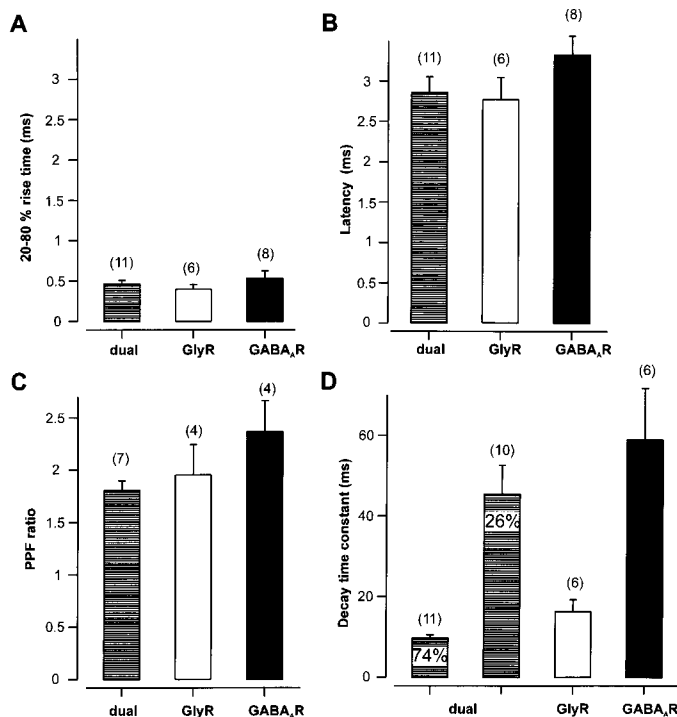 A
20-80 % rise time (ms)
3
2.5
2
1.5
1
0.5
0
(11)
(6)
(8)
dual
GlyR
GABAAR
B
Latency (ms)
3
2.5
2
1.5
1
0.5
0
(11)
(6)
(8)
dual
GlyR
GABAAR
C
PPF ratio
2.5
2
1.5
1
0.5
0
(7)
(4)
(4)
dual
GlyR
GABAAR
D
Decay time constant (ms)
60
40
20
0
(11)
74%
(10)
26%
(6)
(6)
dual
GlyR
GABAAR